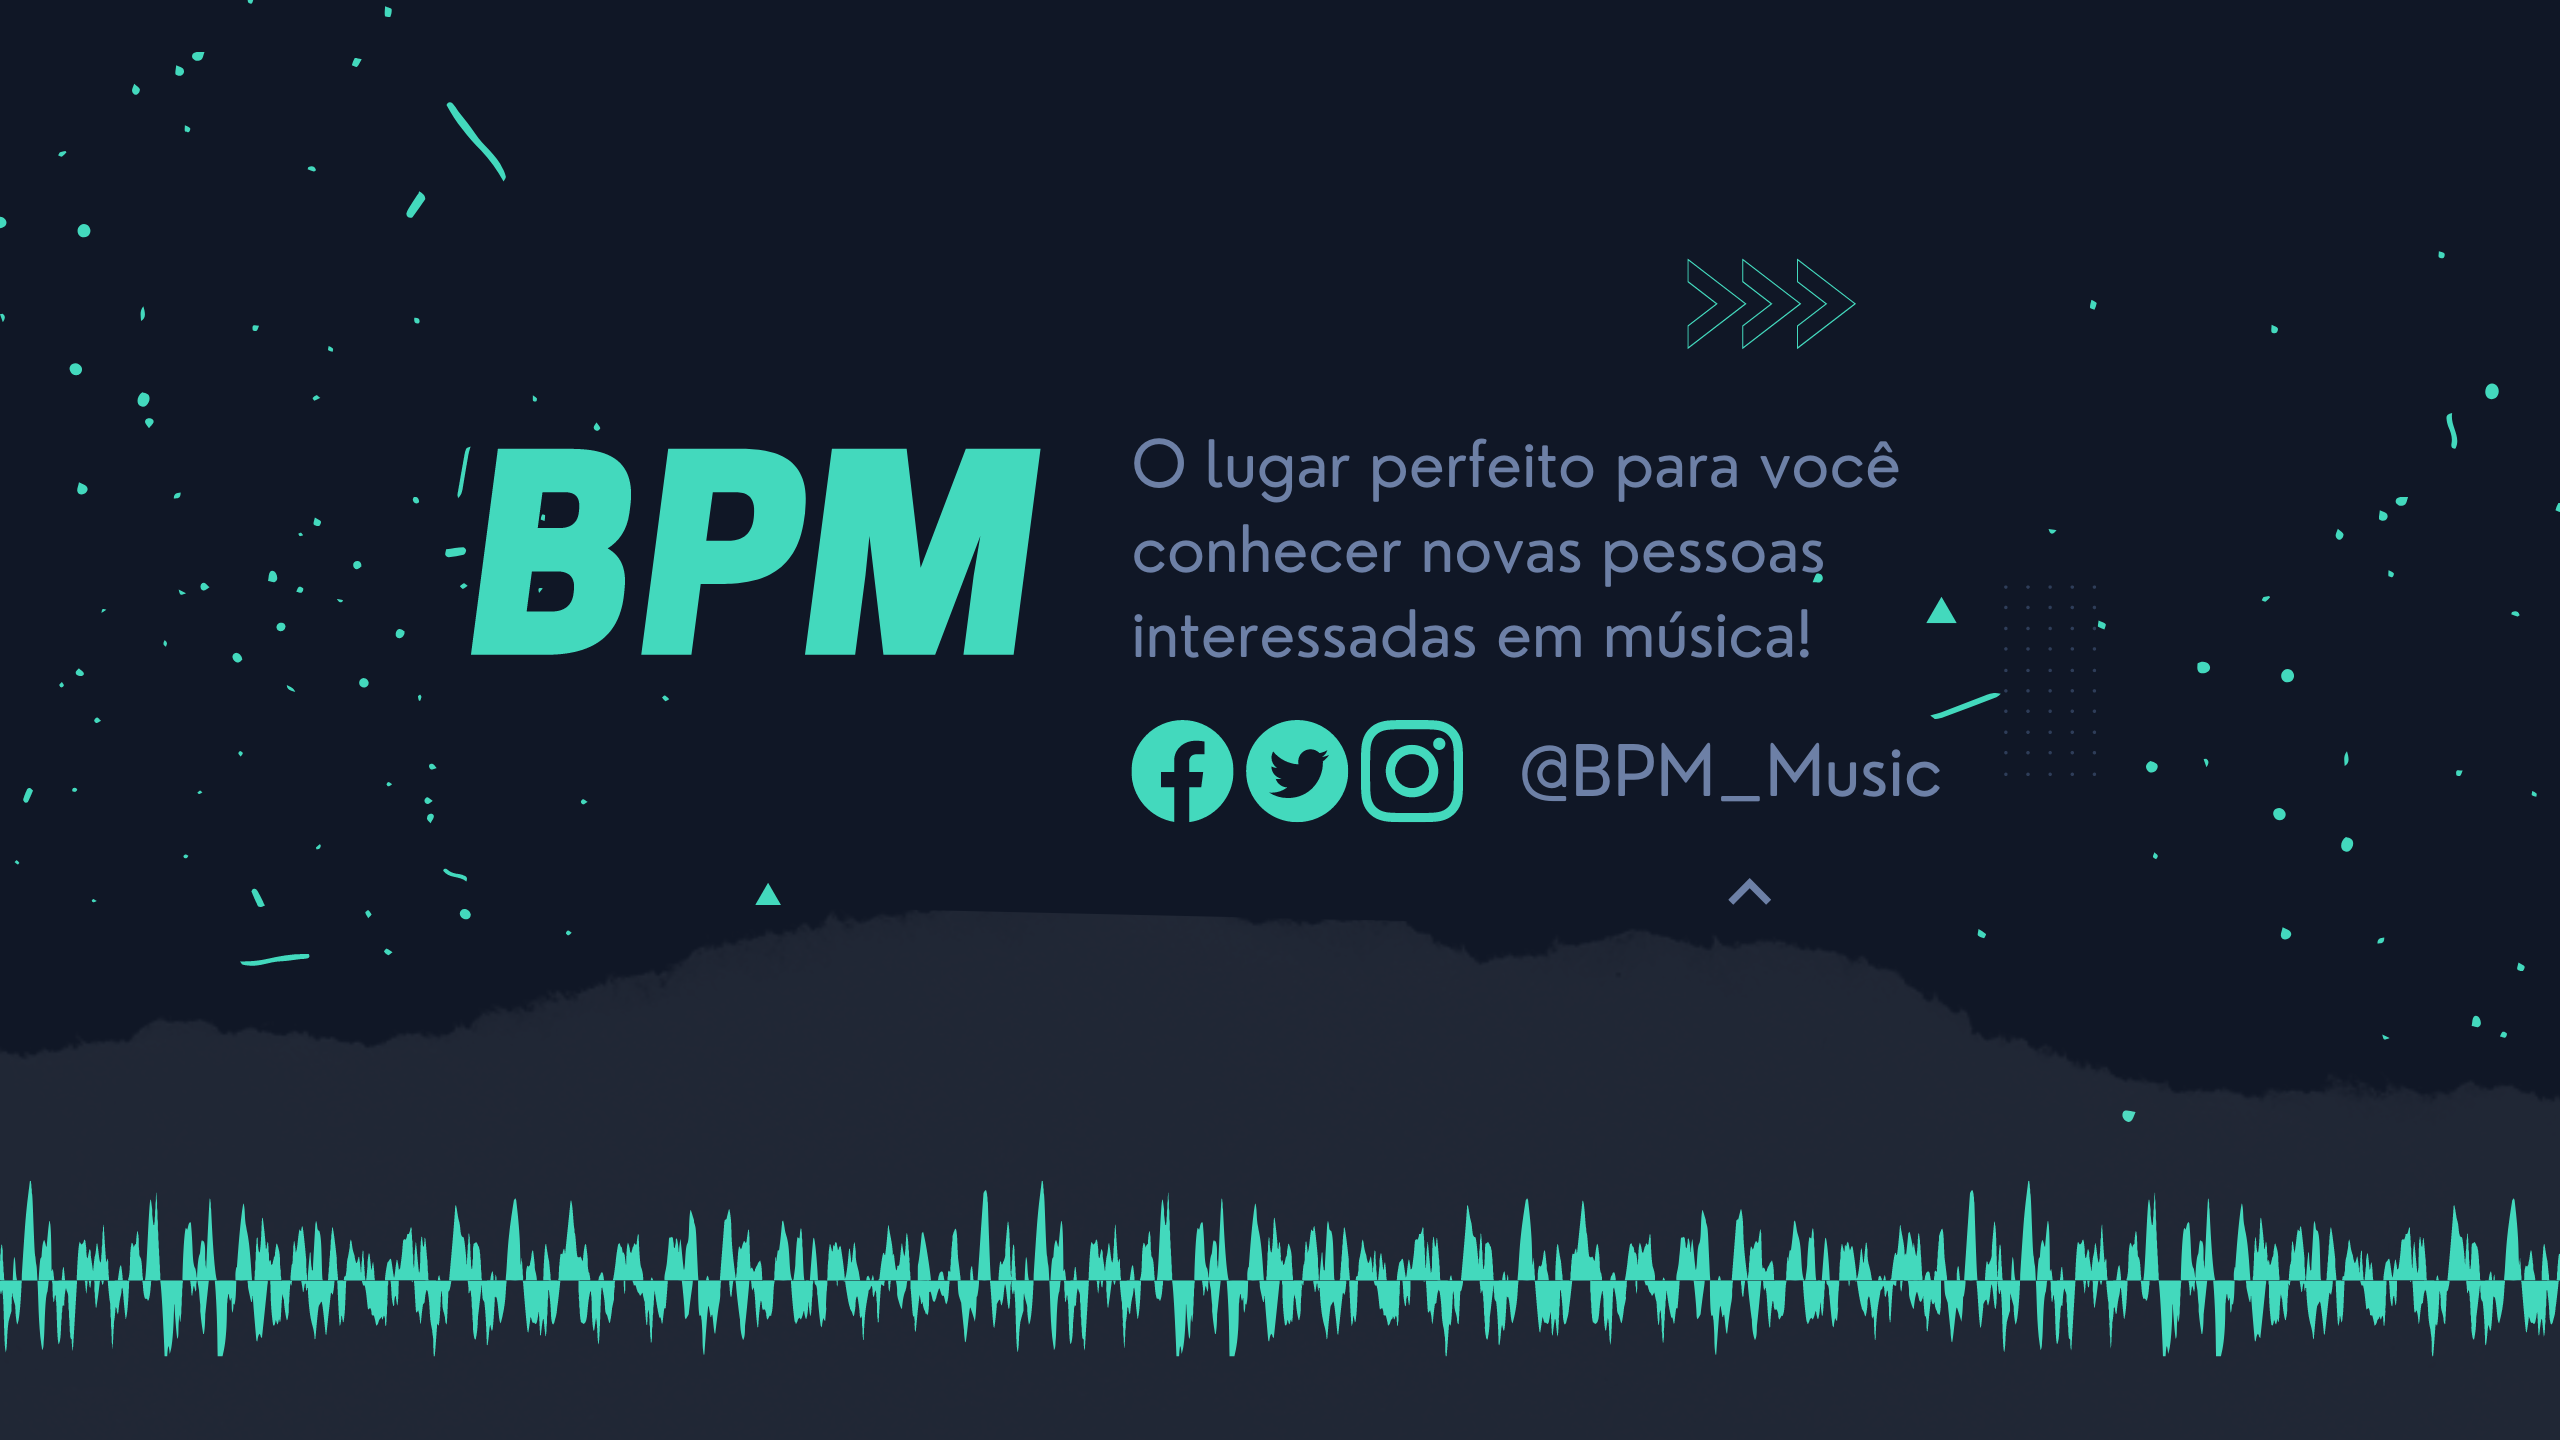 BPM
O lugar perfeito para você
conhecer novas pessoas
interessadas em música!
@BPM_Music